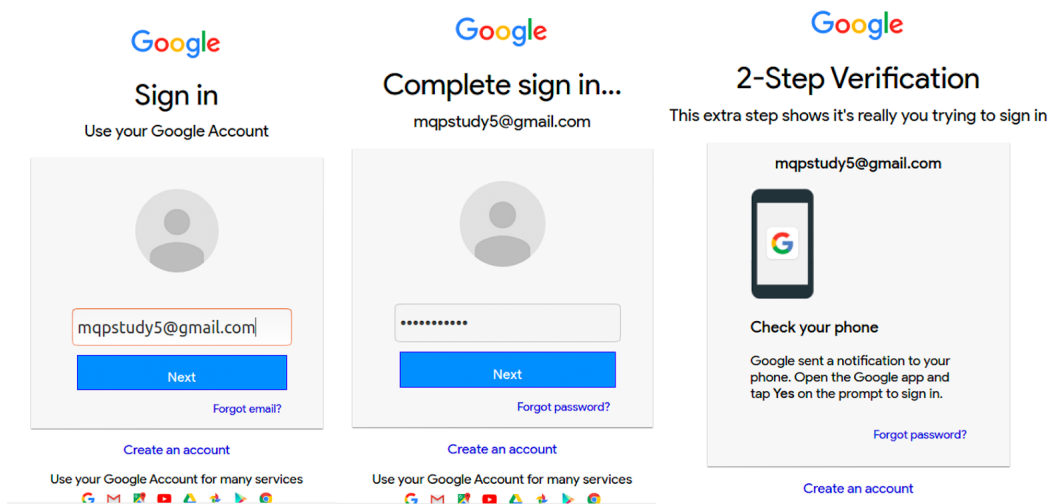 Google
Sign in
Use your Google Account
mqpstudy5@gmail.com
Next
Forgot email?
Create an account
Use your Google Account for many services
Google
Complete sign in...
mqpstudy5@gmail.com
•••••••••••
Next
Forgot password?
Create an account
Use your Google Account for many services
Google
2-Step Verification
This extra step shows it's really you trying to sign in
mqpstudy5@gmail.com
G
Check your phone
Google sent a notification to your
phone. Open the Google app and
tap Yes on the prompt to sign in.
Forgot password?
Create an account